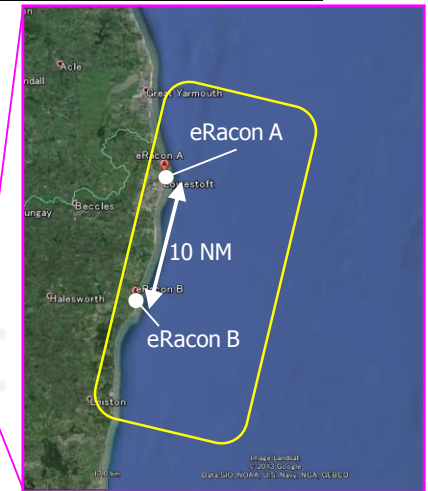 Acle
Great Yarmouth
eRacon A
eRacon A
Lowestoft
Beccles
10 NM
Halesworth
eRacon B
eRacon B
Leiston
Image Landsat
© 2013 Google
Data SIO, NOAA, U.S. Navy, NGA, GEBCO